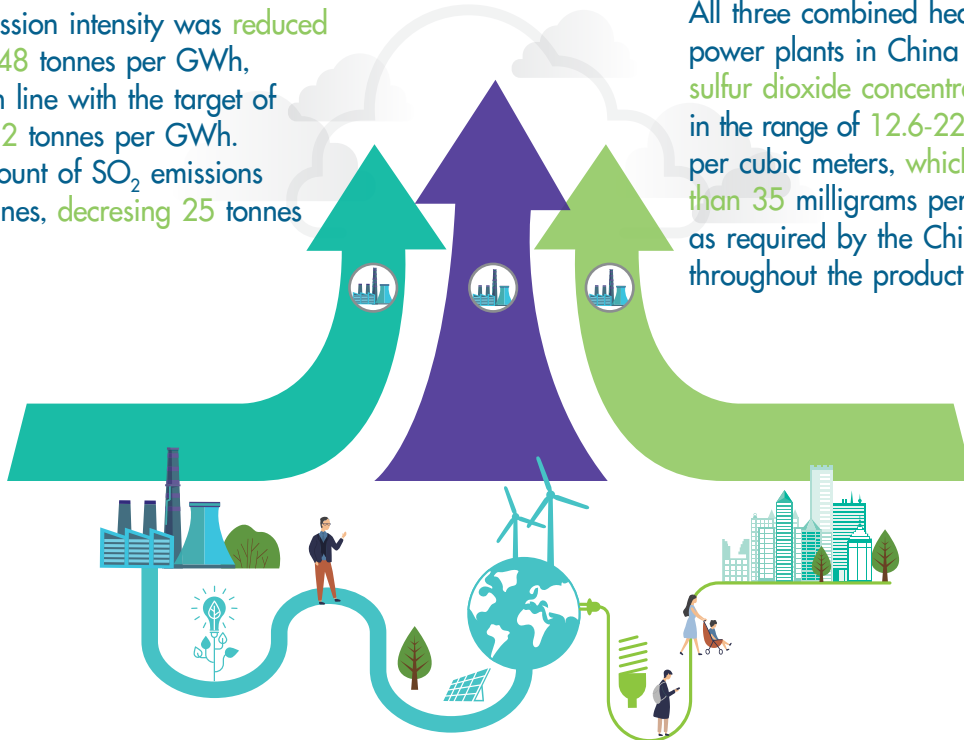 ssion intensity was reduced
48 tonnes per GWh,
line with the target of
2 tonnes per GWh.
ount of SO₂ emissions
nes, decresing 25 tonnes
All three combined hea
power plants in China
sulfur dioxide concentr
in the range of 12.6-22
per cubic meters, which
than 35 milligrams per
as required by the Chi
throughout the product